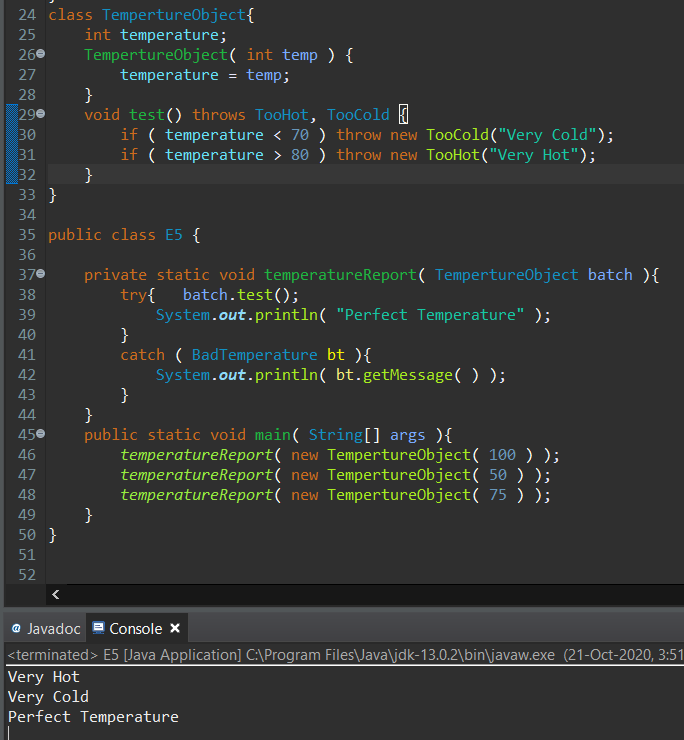 24 class TempertureObject{
25     int temperature;
26     TempertureObject( int temp ) {
27         temperature = temp;
28     }
29     void test() throws TooHot, TooCold {
30         if ( temperature < 70 ) throw new TooCold("Very Cold");
31         if ( temperature > 80 ) throw new TooHot("Very Hot");
32     }
33 }
34
35 public class E5 {
36
37     private static void temperatureReport( TempertureObject batch ){
38         try{   batch.test();
39             System.out.println( "Perfect Temperature" );
40         }
41         catch ( BadTemperature bt ){
42             System.out.println( bt.getMessage( ) );
43         }
44     }
45     public static void main( String[] args ){
46         temperatureReport( new TempertureObject( 100 ) );
47         temperatureReport( new TempertureObject( 50 ) );
48         temperatureReport( new TempertureObject( 75 ) );
49     }
50 }
51
52
@ Javadoc Console
<terminated> E5 [Java Application] C:\Program Files\Java\jdk-13.0.2\bin\javaw.exe (21-Oct-2020, 3:51
Very Hot
Very Cold
Perfect Temperature